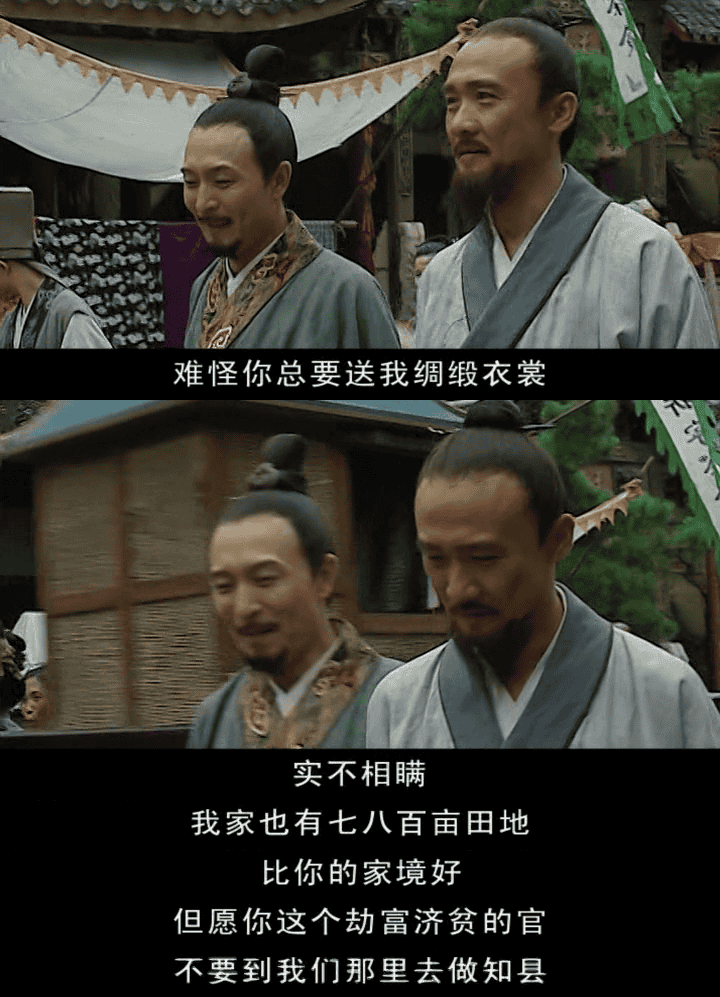 难怪你总要送我绸缎衣裳
实不相瞒
我家也有七八百亩田地
比你的家境好
但愿你这个劫富济贫的官
不要到我们那里去做知县